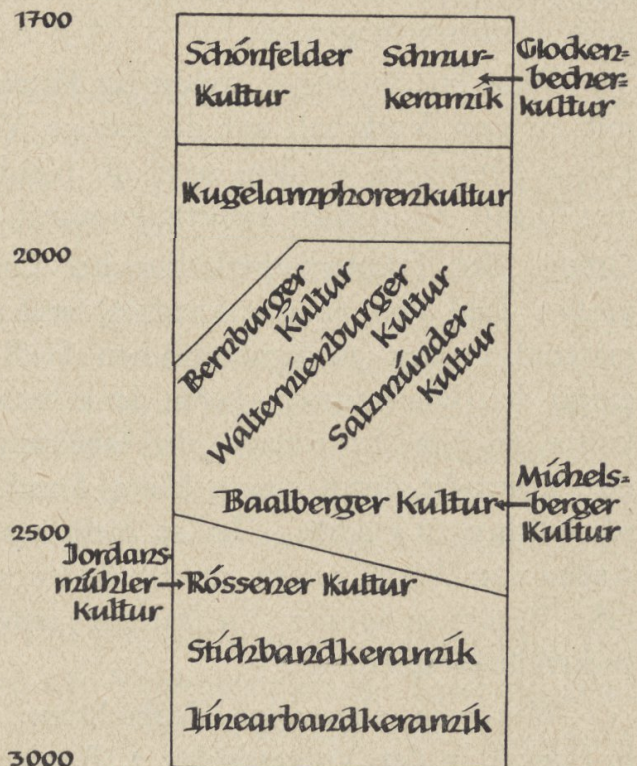 1700
Schönfelder
Kultur
Schnur-
keramik
Glocken=
becher=
kultur
Kugelamphorenkultur
2000
Bernburger
Kultur
Walternienburger
Kultur
Salzmünder
Kultur
Baalberger Kultur
Michels=
berger
Kultur
2500
Jordans-
mühler
Kultur
Rössener Kultur
Stichbandkeramik
Linearbandkeramik
3000